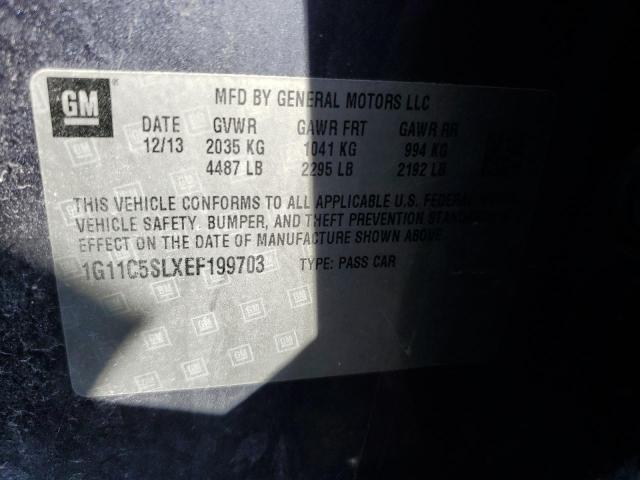 GM
MFD BY GENERAL MOTORS LLC
DATE GVWR GAWR FRT GAWR RR
12/13 2035 KG 1041 KG 994 KG
4487 LB 2295 LB 2192 LB
THIS VEHICLE CONFORMS TO ALL APPLICABLE U.S. FEDERAL
VEHICLE SAFETY, BUMPER, AND THEFT PREVENTION STANDARDS
EFFECT ON THE DATE OF MANUFACTURE SHOWN ABOVE.
1G11C5SLXEF199703 TYPE: PASS CAR